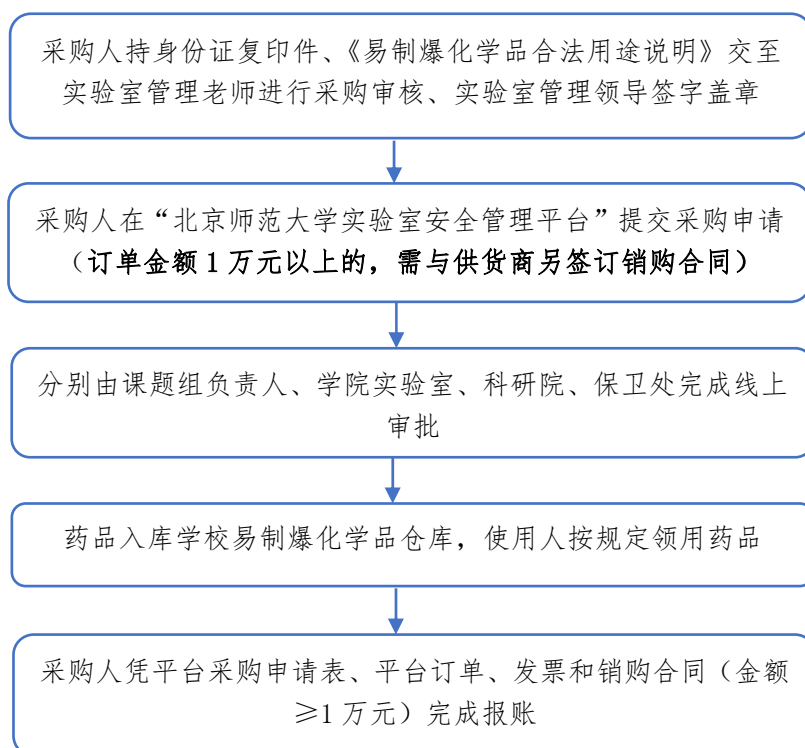 采购人持身份证复印件、《易制爆化学品合法用途说明》交至
实验室管理老师进行采购审核、实验室管理领导签字盖章
采购人在“北京师范大学实验室安全管理平台”提交采购申请
（订单金额 1 万元以上的，需与供货商另签订销购合同）
分别由课题组负责人、学院实验室、科研院、保卫处完成线上
审批
药品入库学校易制爆化学品仓库，使用人按规定领用药品
采购人凭平台采购申请表、平台订单、发票和销购合同（金额
≥1 万元）完成报账